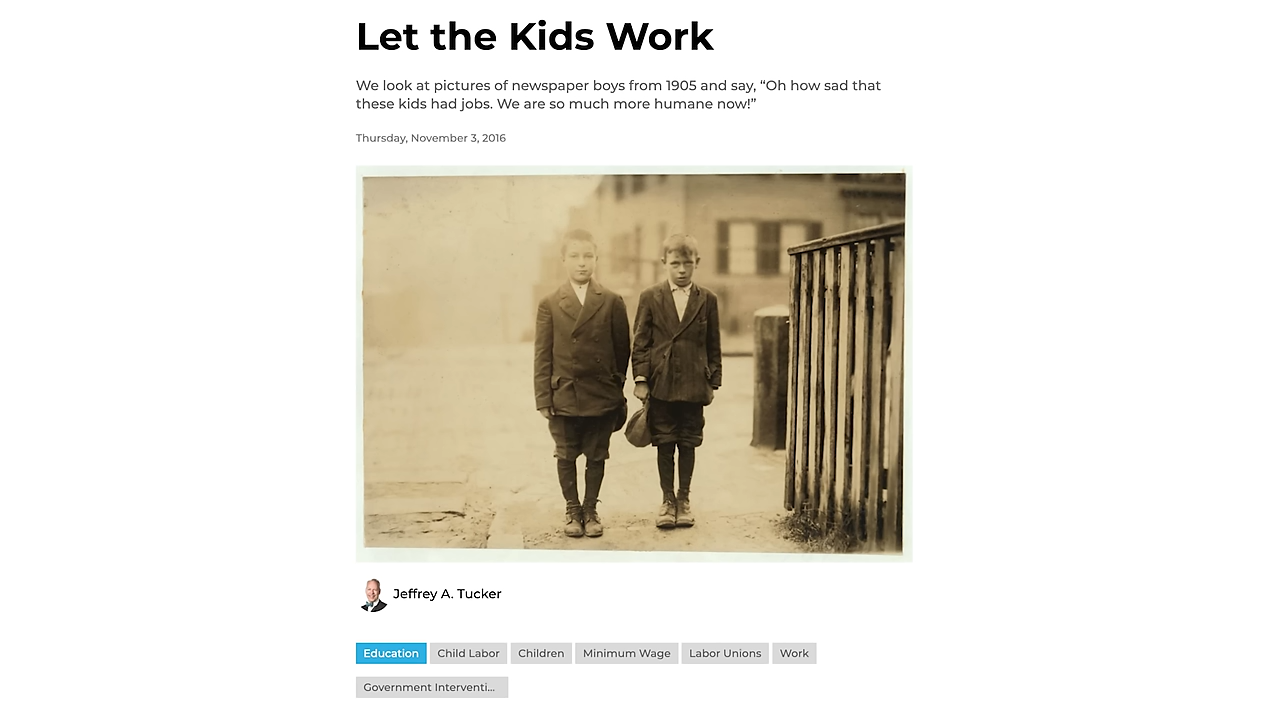 Let the Kids Work
We look at pictures of newspaper boys from 1905 and say, “Oh how sad that
these kids had jobs. We are so much more humane now!”
Thursday, November 3, 2016
Jeffrey A. Tucker
Education Child Labor Children Minimum Wage Labor Unions Work
Government Interventi...